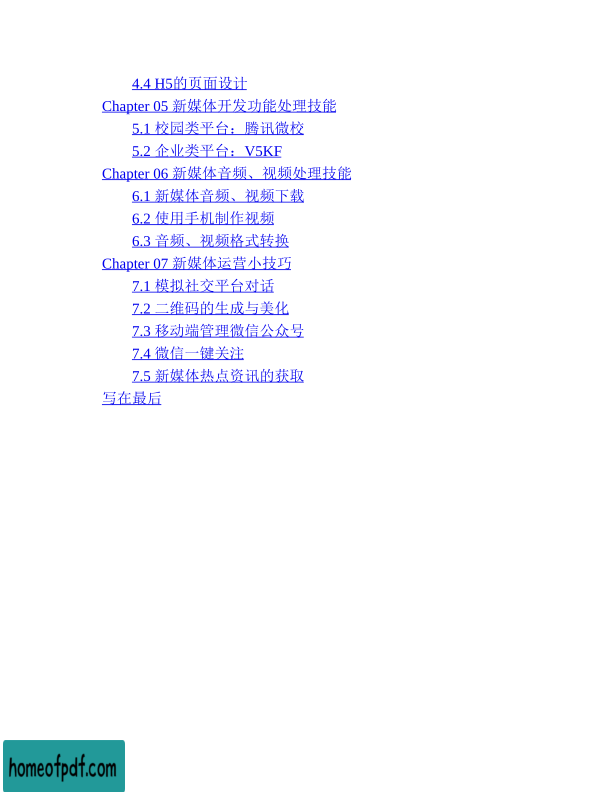 4.4 H5的页面设计
Chapter 05 新媒体开发功能处理技能
5.1 校园类平台：腾讯微校
5.2 企业类平台：V5KF
Chapter 06 新媒体音频、视频处理技能
6.1 新媒体音频、视频下载
6.2 使用手机制作视频
6.3 音频、视频格式转换
Chapter 07 新媒体运营小技巧
7.1 模拟社交平台对话
7.2 二维码的生成与美化
7.3 移动端管理微信公众号
7.4 微信一键关注
7.5 新媒体热点资讯的获取
写在最后
homeofpdf.com